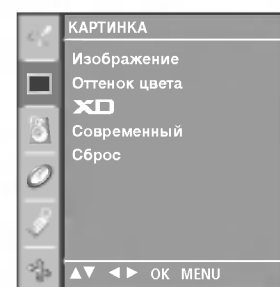 КАРТИНКА
Изображение
Оттенок цвета
XD
Современный
Сброс
▲▼ ◄► OK MENU